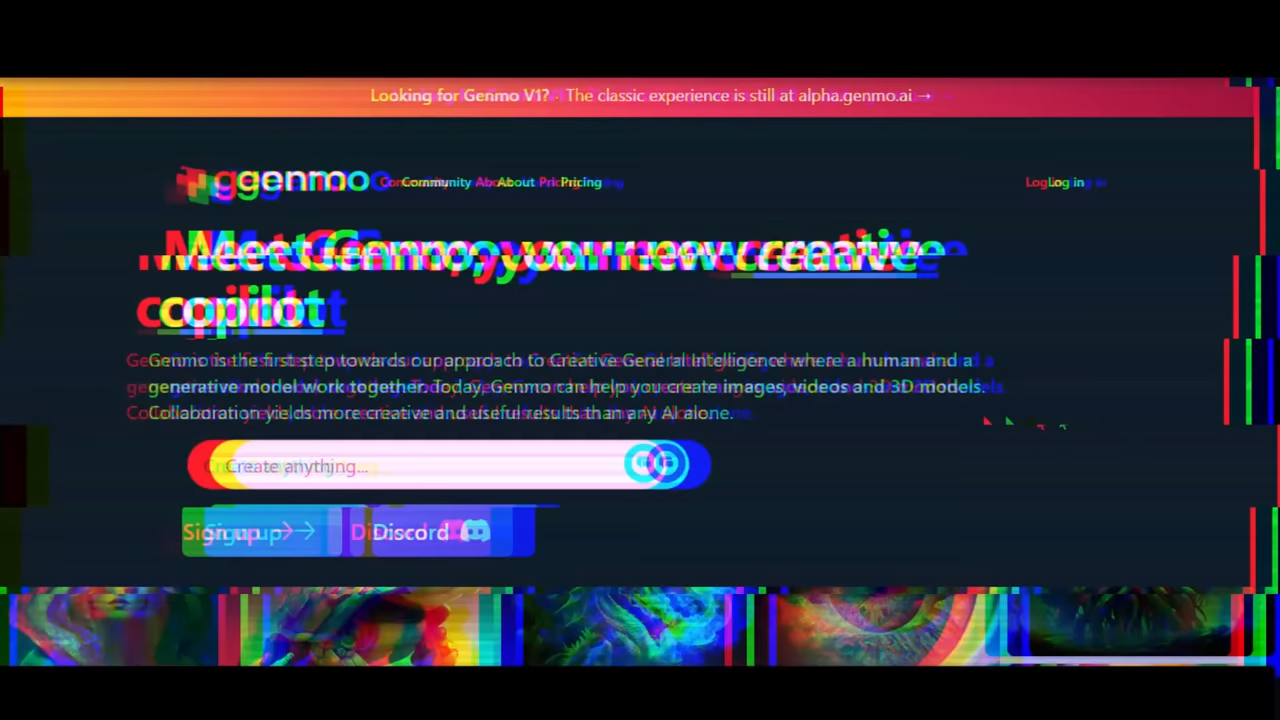 Looking for Genmo V1? · The classic experience is still at alpha.genmo.ai →
genmo Community About Pricing Log in
Meet Genmo, your new creative
copilot
Genmo is the first step towards our approach to Creative General Intelligence where a human and a
generative model work together. Today, Genmo can help you create images, videos and 3D models.
Collaboration yields more creative and useful results than any AI alone.
Create anything...
Sign up → Discord